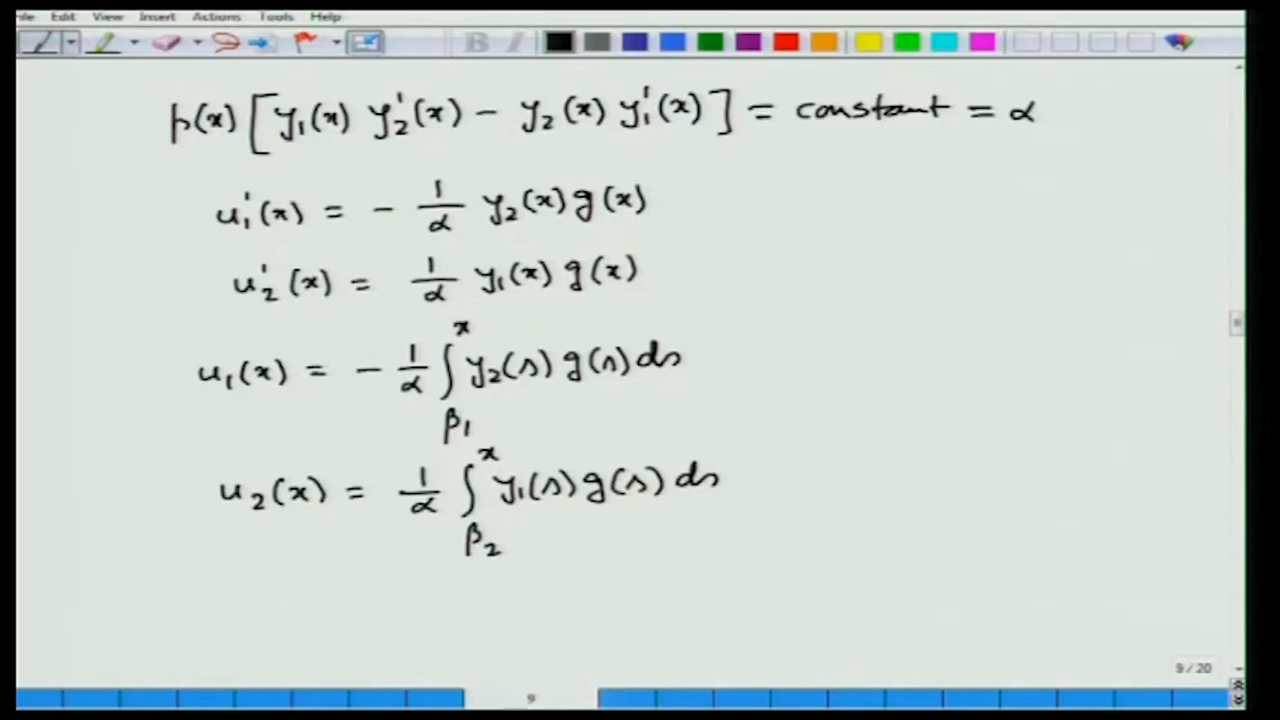 File Edit View Insert Actions Tools Help
B I
p(x) [y₁(x) y₂'(x) − y₂(x) y₁'(x)] = constant = α
u₁'(x) = − 1/α y₂(x) g(x)
u₂'(x) = 1/α y₁(x) g(x)
u₁(x) = − 1/α ∫_{β₁}^{x} y₂(s) g(s) ds
u₂(x) = 1/α ∫_{β₂}^{x} y₁(s) g(s) ds
9 / 20
9